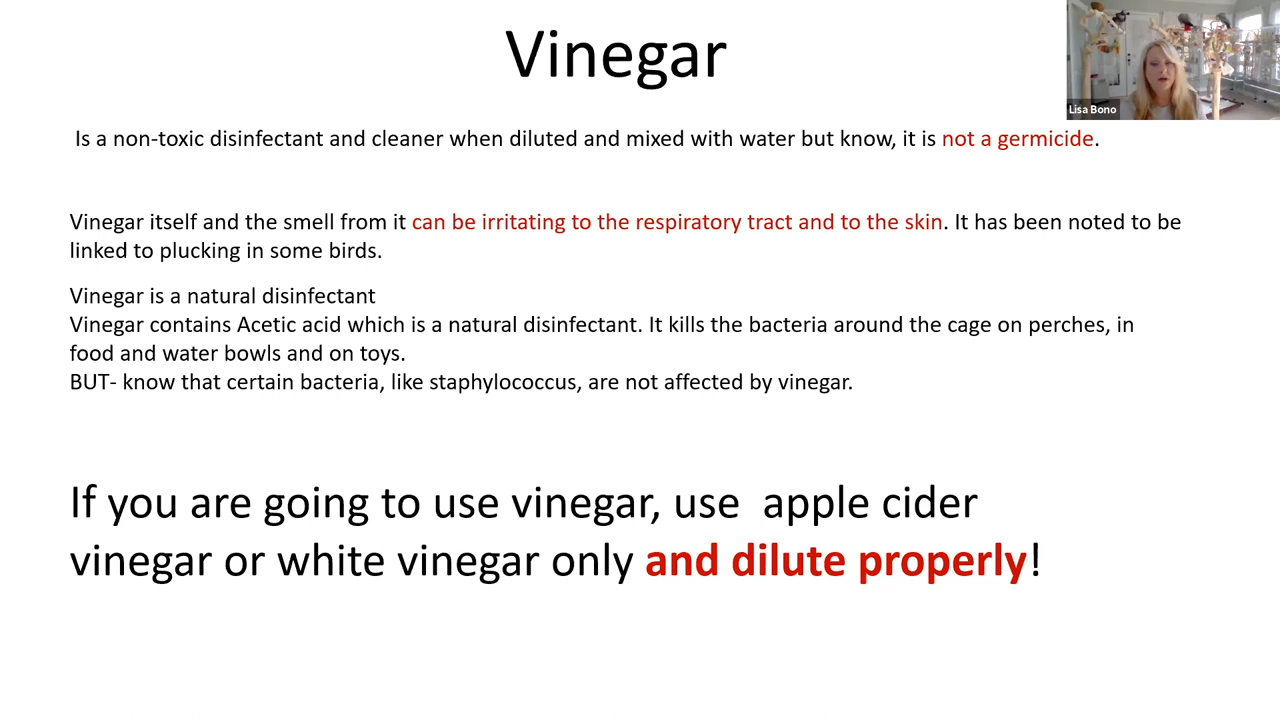 Vinegar
Lisa Bono
Is a non-toxic disinfectant and cleaner when diluted and mixed with water but know, it is not a germicide.
Vinegar itself and the smell from it can be irritating to the respiratory tract and to the skin. It has been noted to be
linked to plucking in some birds.
Vinegar is a natural disinfectant
Vinegar contains Acetic acid which is a natural disinfectant. It kills the bacteria around the cage on perches, in
food and water bowls and on toys.
BUT- know that certain bacteria, like staphylococcus, are not affected by vinegar.
If you are going to use vinegar, use  apple cider
vinegar or white vinegar only and dilute properly!